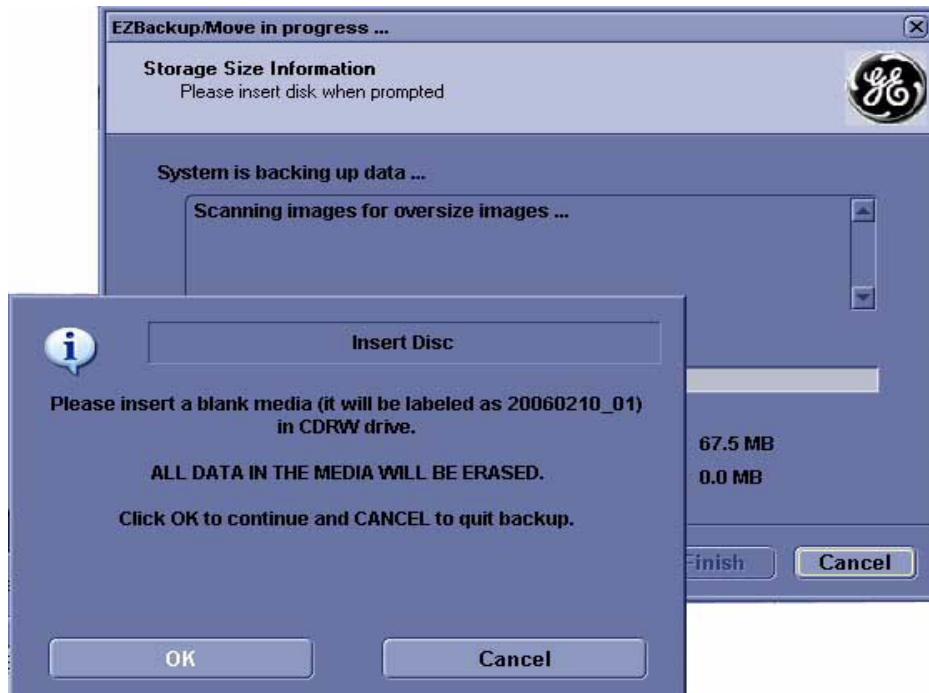 EZBackup/Move in progress ...
Storage Size Information
Please insert disk when prompted
GE
System is backing up data ...
Scanning images for oversize images ...
67.5 MB
0.0 MB
Finish
Cancel
Insert Disc
Please insert a blank media (it will be labeled as 20060210_01)
in CDRW drive.
ALL DATA IN THE MEDIA WILL BE ERASED.
Click OK to continue and CANCEL to quit backup.
OK
Cancel